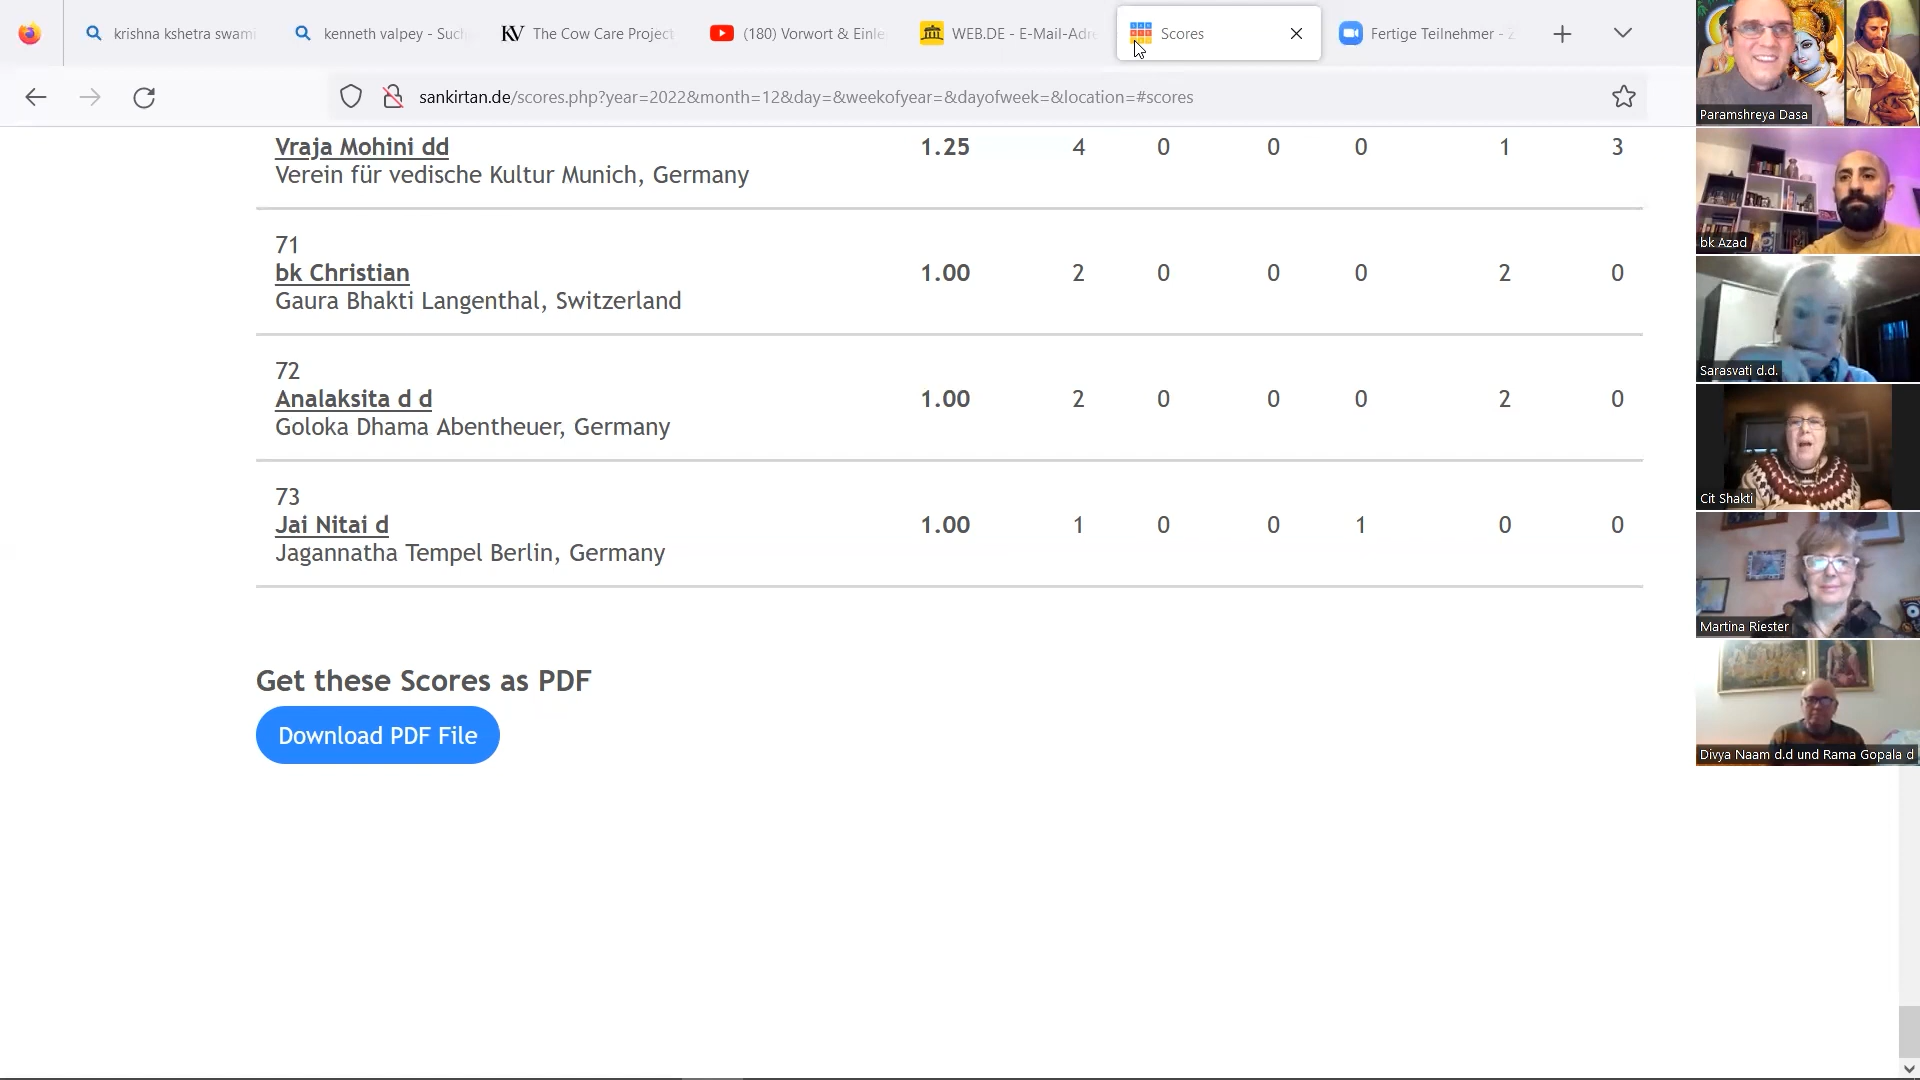 krishna kshetra swami
kenneth valpey - Such
KV The Cow Care Project
(180) Vorwort & Einle
WEB.DE - E-Mail-Adre
Scores
Fertige Teilnehmer - Z
sankirtan.de/scores.php?year=2022&month=12&day=&weekofyear=&dayofweek=&location=#scores
Vraja Mohini dd 1.25 4 0 0 0 1 3
Verein für vedische Kultur Munich, Germany
71
bk Christian 1.00 2 0 0 0 2 0
Gaura Bhakti Langenthal, Switzerland
72
Analaksita d d 1.00 2 0 0 0 2 0
Goloka Dhama Abentheuer, Germany
73
Jai Nitai d 1.00 1 0 0 1 0 0
Jagannatha Tempel Berlin, Germany
Get these Scores as PDF
Download PDF File
Paramshreya Dasa
bk Azad
Sarasvati d.d.
Cit Shakti
Martina Riester
Divya Naam d.d und Rama Gopala d